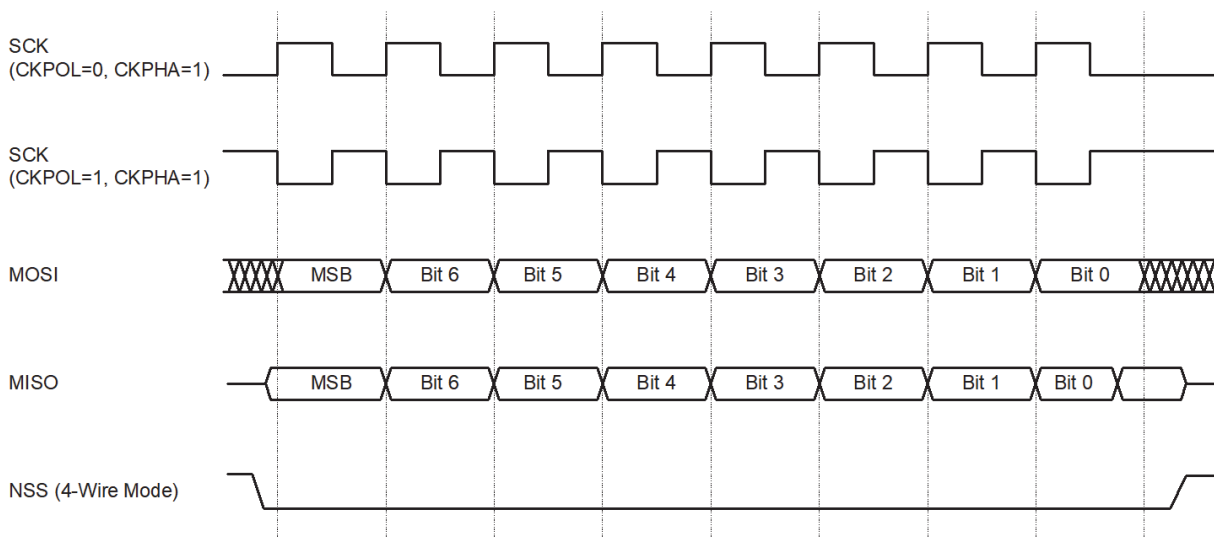 SCK
(CKPOL=0, CKPHA=1)
SCK
(CKPOL=1, CKPHA=1)
MOSI
MSB
Bit 6
Bit 5
Bit 4
Bit 3
Bit 2
Bit 1
Bit 0
MISO
MSB
Bit 6
Bit 5
Bit 4
Bit 3
Bit 2
Bit 1
Bit 0
NSS (4-Wire Mode)